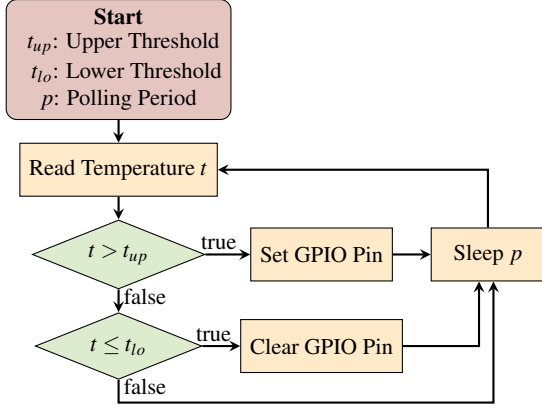 Start
t_up: Upper Threshold
t_lo: Lower Threshold
p: Polling Period
Read Temperature t
t > t_up
true
Set GPIO Pin
Sleep p
false
t ≤ t_lo
true
Clear GPIO Pin
false